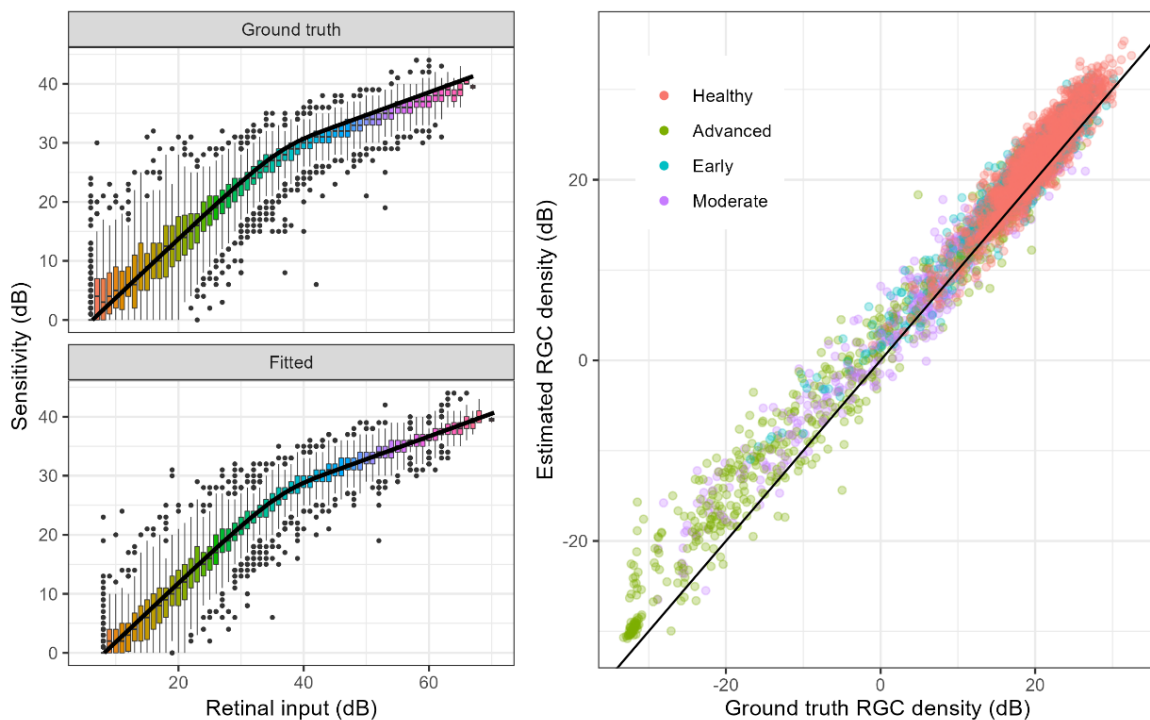 Ground truth
40
30
20
10
0
Fitted
40
30
20
10
0
20
40
60
Sensitivity (dB)
Retinal input (dB)
Healthy
Advanced
Early
Moderate
20
0
-20
-20
0
20
Estimated RGC density (dB)
Ground truth RGC density (dB)